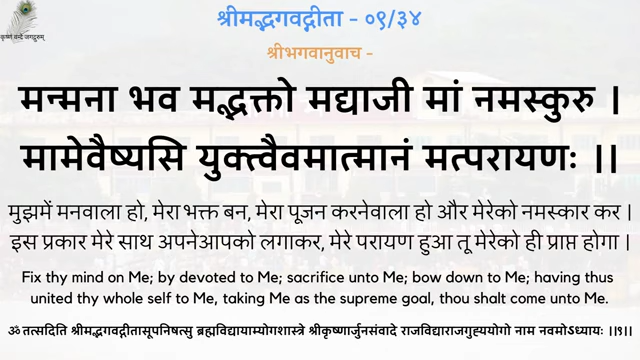 श्रीमद्भगवद्गीता - ०९/३४
कृष्णं वन्दे जगद्गुरुम्
श्रीभगवानुवाच -
मन्मना भव मद्भक्तो मद्याजी मां नमस्कुरु ।
मामेवैष्यसि युक्त्वैवमात्मानं मत्परायणः ।।
मुझमें मनवाला हो, मेरा भक्त बन, मेरा पूजन करनेवाला हो और मेरेको नमस्कार कर ।
इस प्रकार मेरे साथ अपनेआपको लगाकर, मेरे परायण हुआ तू मेरेको ही प्राप्त होगा ।
Fix thy mind on Me; by devoted to Me; sacrifice unto Me; bow down to Me; having thus
united thy whole self to Me, taking Me as the supreme goal, thou shalt come unto Me.
ॐ तत्सदिति श्रीमद्भगवद्गीतासूपनिषत्सु ब्रह्मविद्यायाम्योगशास्त्रे श्रीकृष्णार्जुनसंवादे राजविद्याराजगुह्ययोगो नाम नवमोऽध्यायः ।।९।।